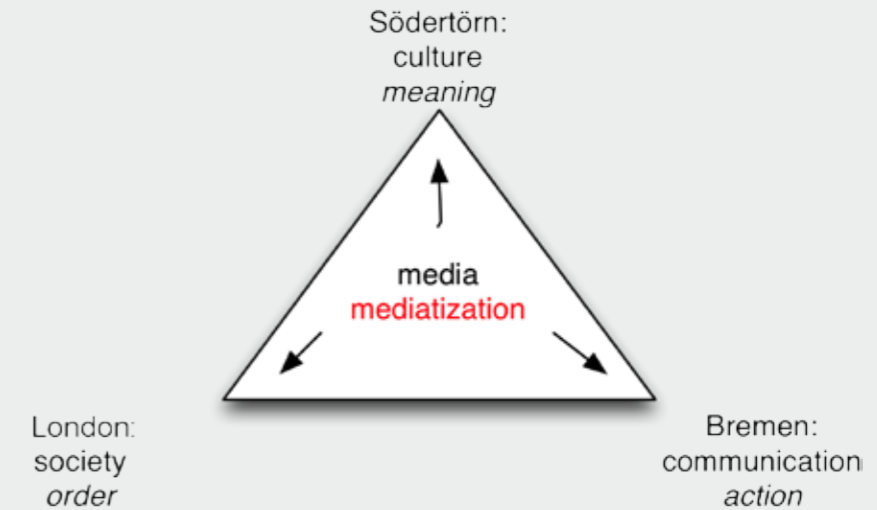 Södertörn:
culture
meaning
media
mediatization
London:
society
order
Bremen:
communication
action